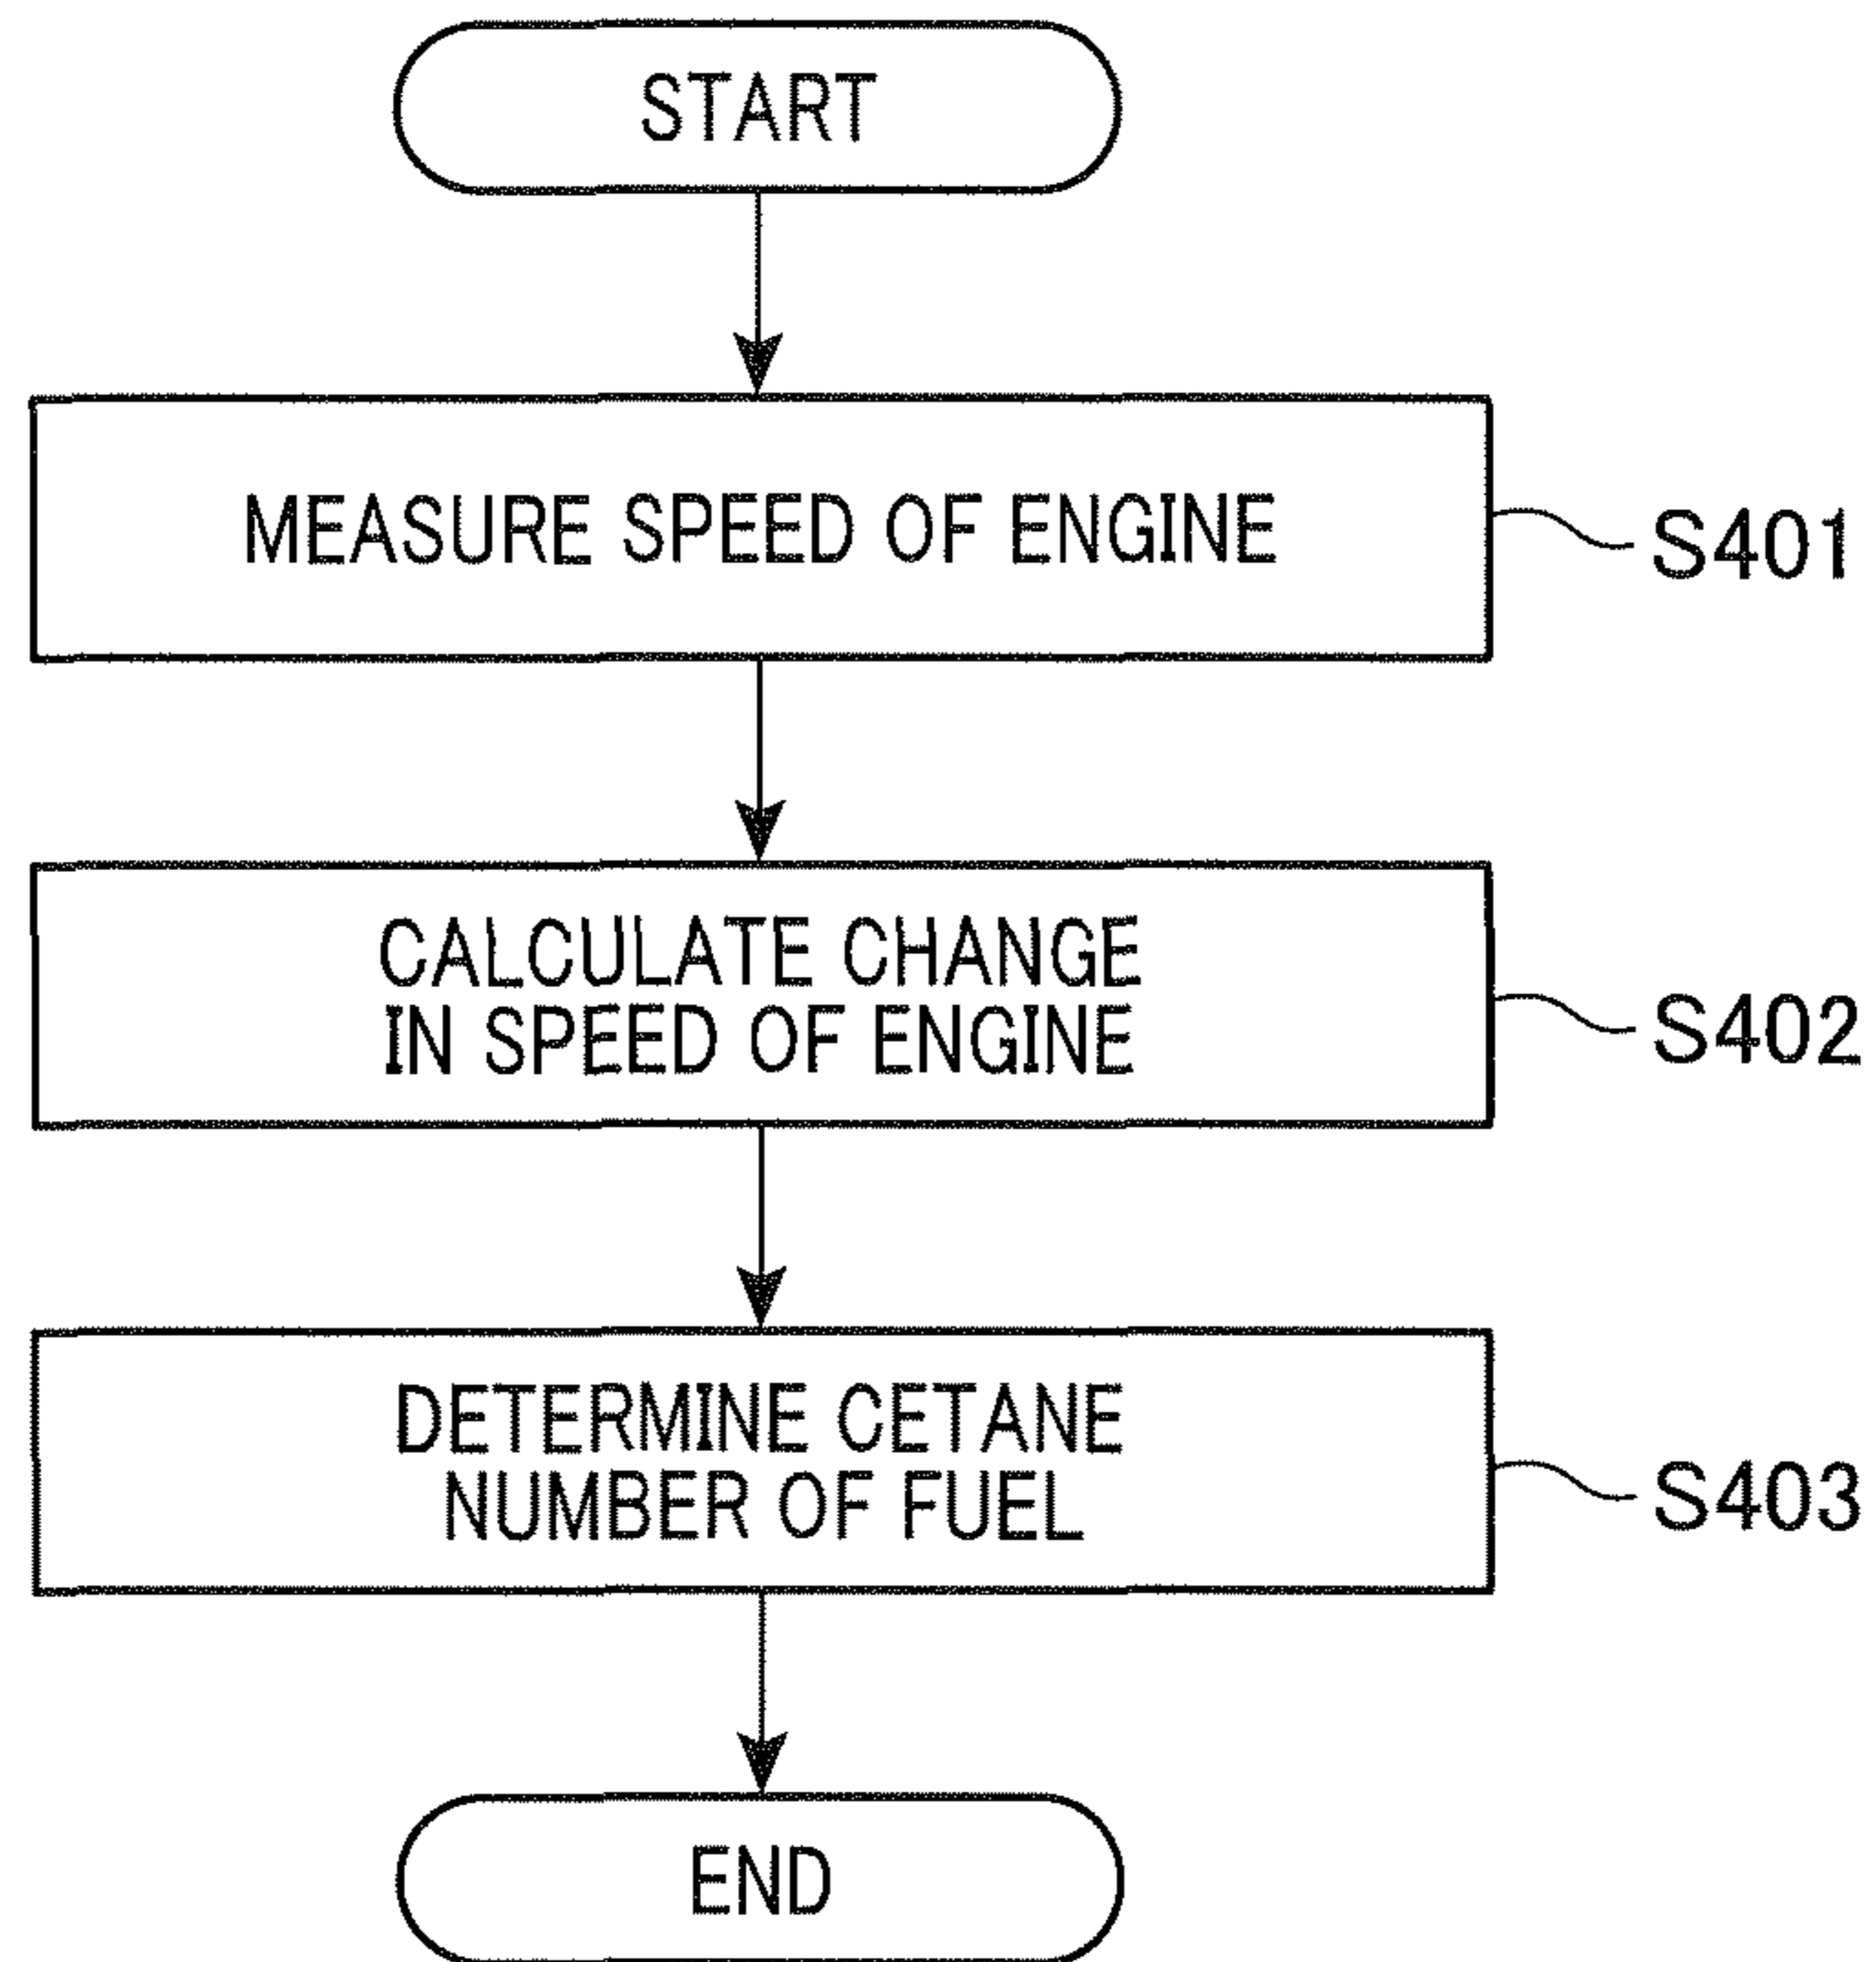 START
MEASURE SPEED OF ENGINE
S401
CALCULATE CHANGE
IN SPEED OF ENGINE
S402
DETERMINE CETANE
NUMBER OF FUEL
S403
END